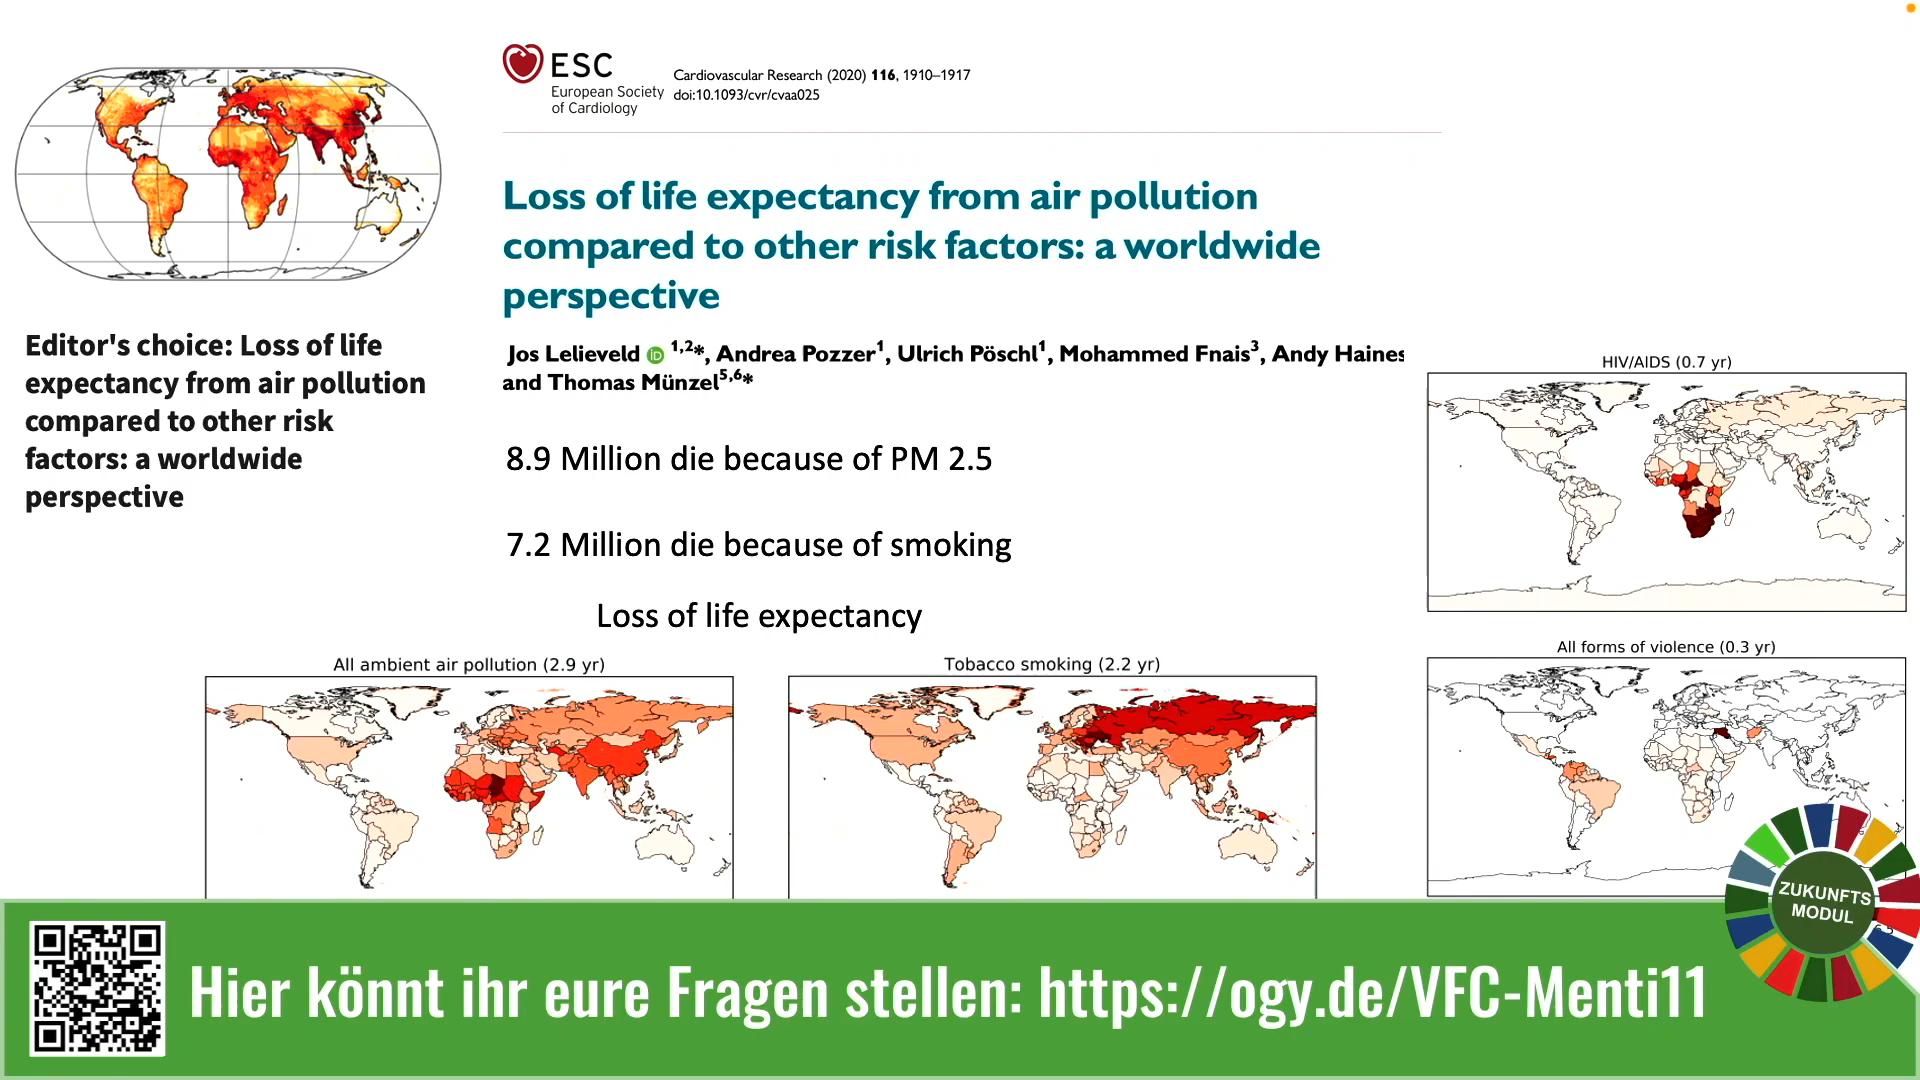 ESC
European Society
of Cardiology
Cardiovascular Research (2020) 116, 1910–1917
doi:10.1093/cvr/cvaa025
Loss of life expectancy from air pollution
compared to other risk factors: a worldwide
perspective
Jos Lelieveld iD 1,2*, Andrea Pozzer1, Ulrich Pöschl1, Mohammed Fnais3, Andy Haines
and Thomas Münzel5,6*
Editor's choice: Loss of life
expectancy from air pollution
compared to other risk
factors: a worldwide
perspective
8.9 Million die because of PM 2.5
7.2 Million die because of smoking
Loss of life expectancy
All ambient air pollution (2.9 yr)
Tobacco smoking (2.2 yr)
HIV/AIDS (0.7 yr)
All forms of violence (0.3 yr)
ZUKUNFTS
MODUL
Hier könnt ihr eure Fragen stellen: https://ogy.de/VFC-Menti11